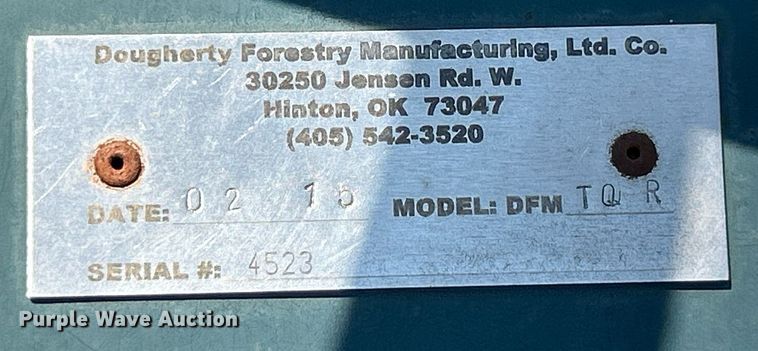 Dougherty Forestry Manufacturing, Ltd. Co.
30250 Jensen Rd. W.
Hinton, OK 73047
(405) 542-3520
DATE: 02 15 MODEL: DFM TQ R
SERIAL #: 4523
Purple Wave Auction